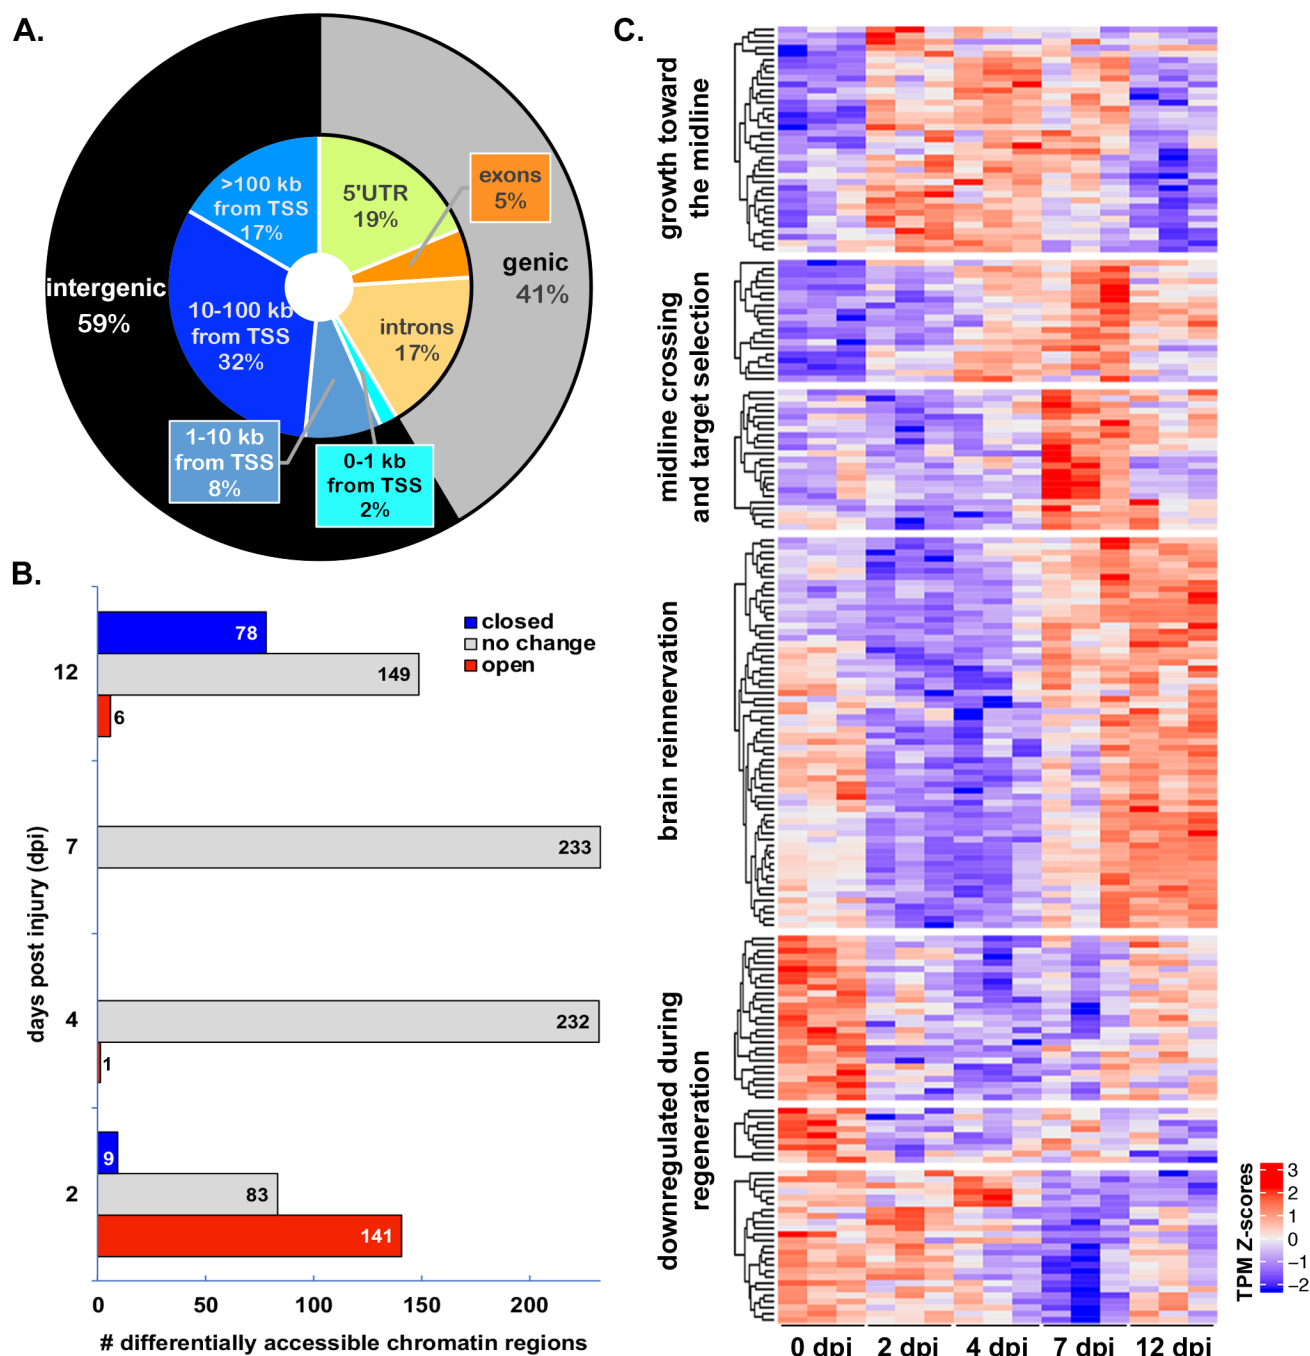 A.
>100 kb
from TSS
17%
5'UTR
19%
exons
5%
genic
41%
intergenic
59%
10-100 kb
from TSS
32%
introns
17%
1-10 kb
from TSS
8%
0-1 kb
from TSS
2%
B.
closed
no change
open
days post injury (dpi)
12
78
149
6
7
233
4
232
1
2
9
83
141
0
50
100
150
200
# differentially accessible chromatin regions
C.
growth toward
the midline
midline crossing
and target selection
brain reinnervation
downregulated during
regeneration
0 dpi
2 dpi
4 dpi
7 dpi
12 dpi
TPM Z-scores
3
2
1
0
−1
−2